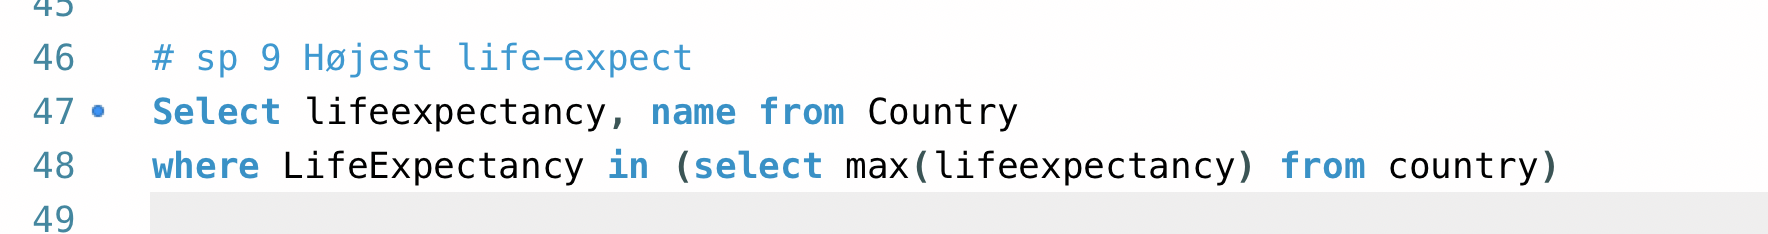 45
46 # sp 9 Højest life-expect
47 Select lifeexpectancy, name from Country
48 where LifeExpectancy in (select max(lifeexpectancy) from country)
49